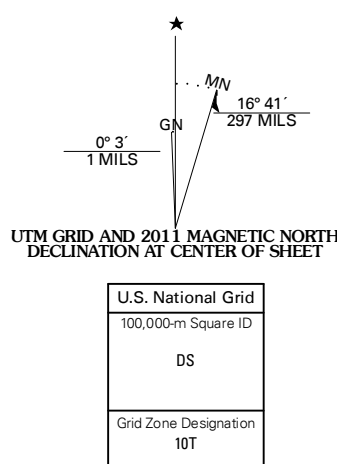 ★
MN
16° 41´
297 MILS
GN
0° 3´
1 MILS
UTM GRID AND 2011 MAGNETIC NORTH
DECLINATION AT CENTER OF SHEET
U.S. National Grid
100,000-m Square ID
DS
Grid Zone Designation
10T